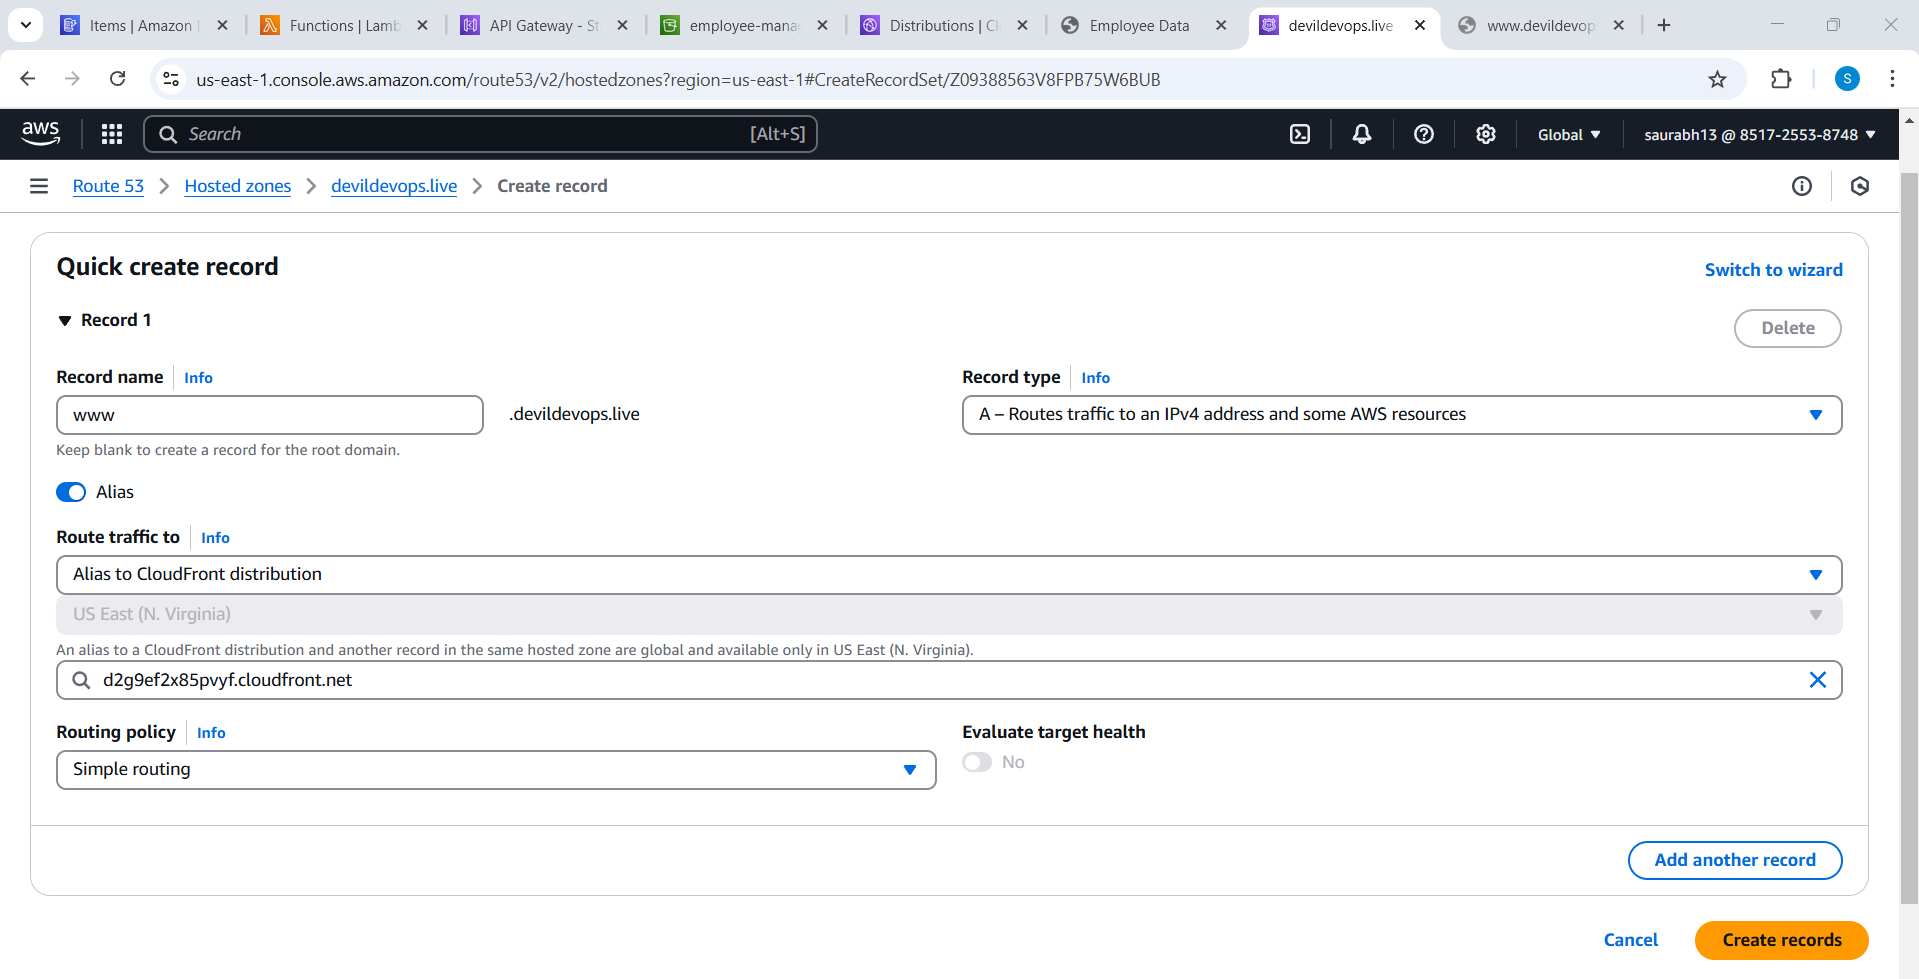 Items | Amazon D
Functions | Lamb
API Gateway - St
employee-mana
Distributions | Cl
Employee Data
devildevops.live
www.devildevop
us-east-1.console.aws.amazon.com/route53/v2/hostedzones?region=us-east-1#CreateRecordSet/Z09388563V8FPB75W6BUB
S
aws
Search
[Alt+S]
Global
saurabh13 @ 8517-2553-8748
Route 53 > Hosted zones > devildevops.live > Create record
Quick create record
Switch to wizard
Record 1
Delete
Record name
Info
www
.devildevops.live
Keep blank to create a record for the root domain.
Record type
Info
A – Routes traffic to an IPv4 address and some AWS resources
Alias
Route traffic to
Info
Alias to CloudFront distribution
US East (N. Virginia)
An alias to a CloudFront distribution and another record in the same hosted zone are global and available only in US East (N. Virginia).
d2g9ef2x85pvyf.cloudfront.net
Routing policy
Info
Simple routing
Evaluate target health
No
Add another record
Cancel
Create records